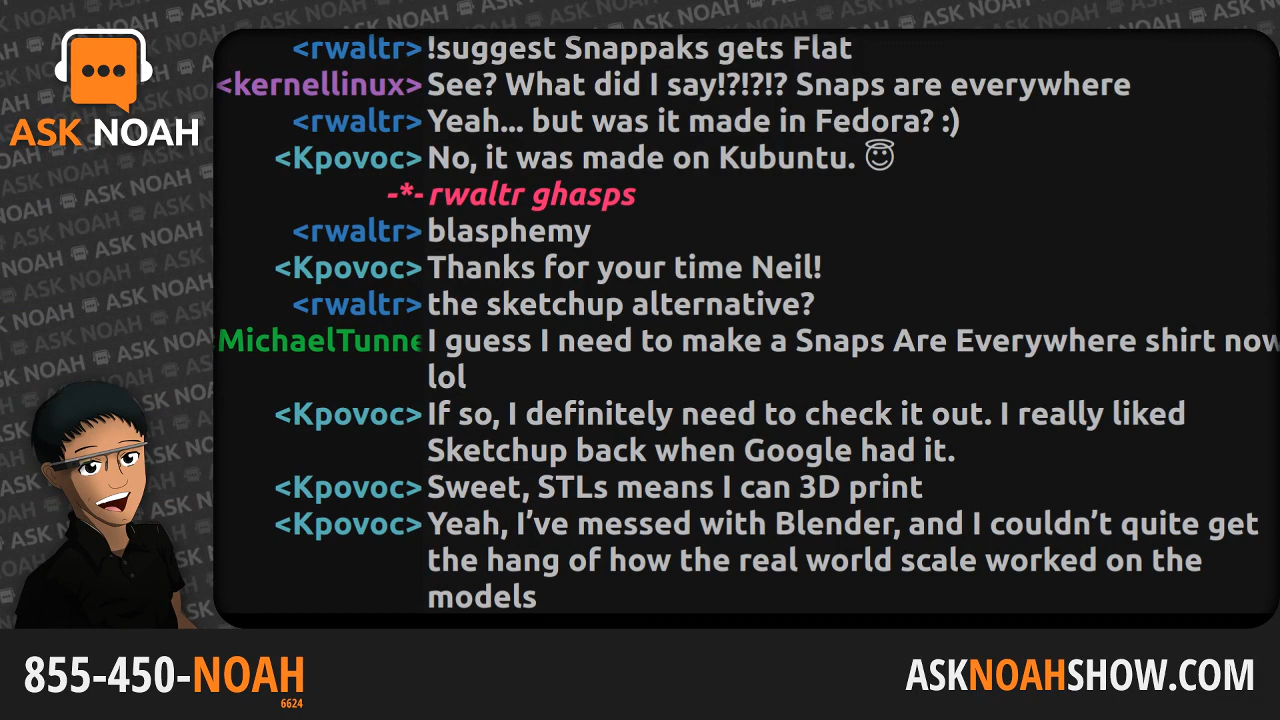 ASK NOAH
<rwaltr> !suggest Snappaks gets Flat
<kernellinux> See? What did I say!?!?!? Snaps are everywhere
<rwaltr> Yeah... but was it made in Fedora? :)
<Kpovoc> No, it was made on Kubuntu. 😇
-*- rwaltr ghasps
<rwaltr> blasphemy
<Kpovoc> Thanks for your time Neil!
<rwaltr> the sketchup alternative?
MichaelTunne I guess I need to make a Snaps Are Everywhere shirt now
lol
<Kpovoc> If so, I definitely need to check it out. I really liked
Sketchup back when Google had it.
<Kpovoc> Sweet, STLs means I can 3D print
<Kpovoc> Yeah, I’ve messed with Blender, and I couldn’t quite get
the hang of how the real world scale worked on the
models
855-450-NOAH
6624
ASKNOAHSHOW.COM